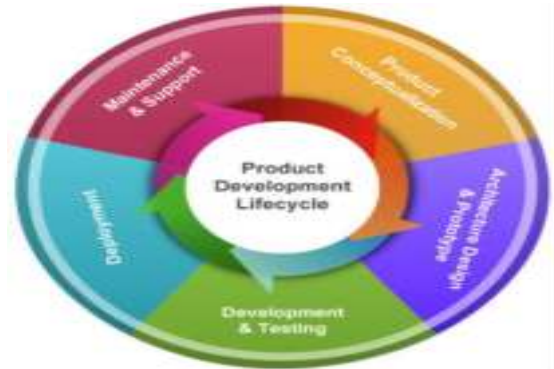 Product
Development
Lifecycle
Product
Conceptualization
Architecture Design
& Prototype
Development
& Testing
Deployment
Maintenance
& Support